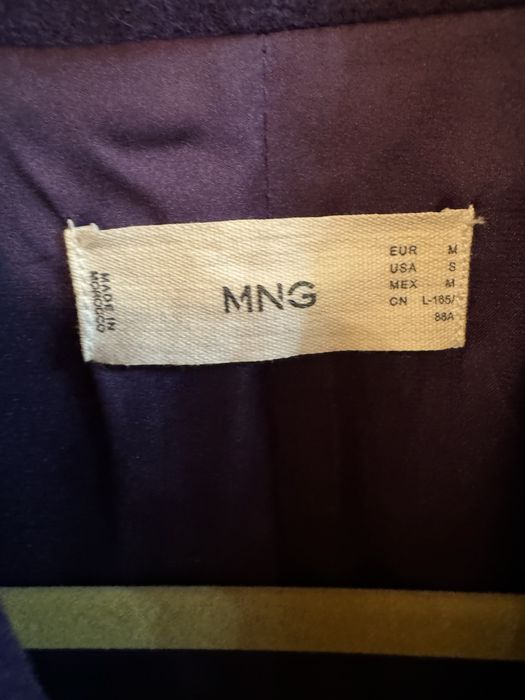 MADE IN
MOROCCO
MNG
EUR M
USA S
MEX M
CN L-165/
88A